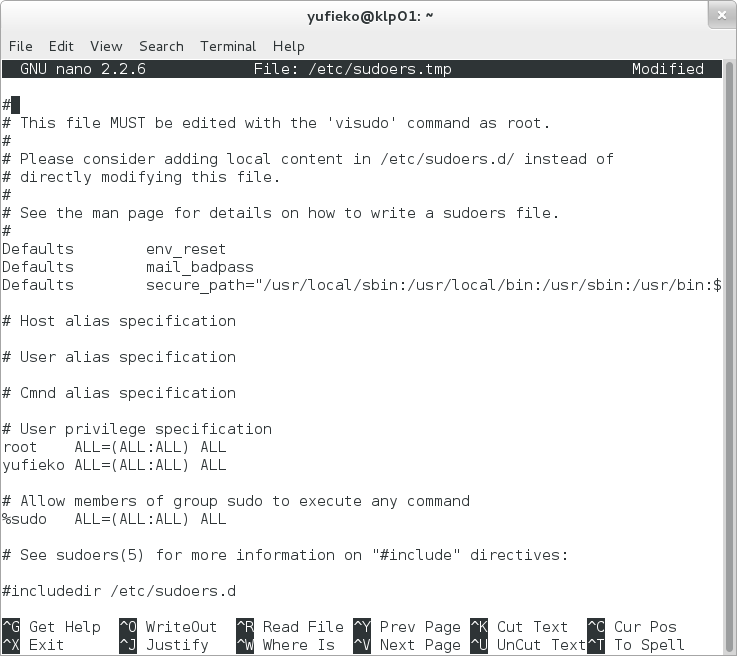 yufieko@klp01: ~
×
File Edit View Search Terminal Help
GNU nano 2.2.6 File: /etc/sudoers.tmp Modified
#
# This file MUST be edited with the 'visudo' command as root.
#
# Please consider adding local content in /etc/sudoers.d/ instead of
# directly modifying this file.
#
# See the man page for details on how to write a sudoers file.
#
Defaults env_reset
Defaults mail_badpass
Defaults secure_path="/usr/local/sbin:/usr/local/bin:/usr/sbin:/usr/bin:$
# Host alias specification
# User alias specification
# Cmnd alias specification
# User privilege specification
root ALL=(ALL:ALL) ALL
yufieko ALL=(ALL:ALL) ALL
# Allow members of group sudo to execute any command
%sudo ALL=(ALL:ALL) ALL
# See sudoers(5) for more information on "#include" directives:
#includedir /etc/sudoers.d
^G Get Help ^O WriteOut ^R Read File ^Y Prev Page ^K Cut Text ^C Cur Pos
^X Exit ^J Justify ^W Where Is ^V Next Page ^U UnCut Text ^T To Spell